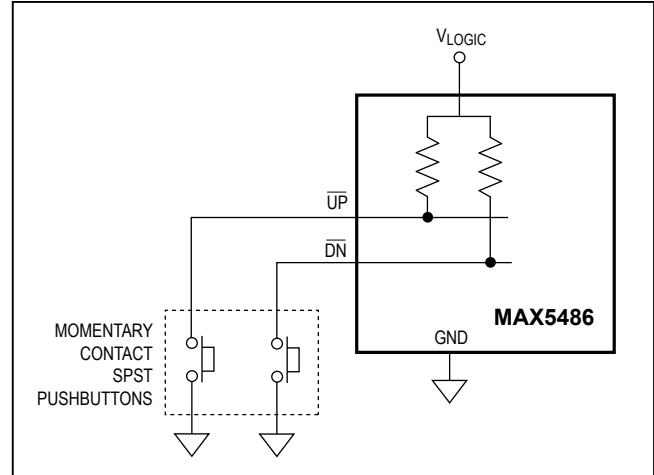 VLOGIC
UP
DN
MAX5486
GND
MOMENTARY
CONTACT
SPST
PUSHBUTTONS